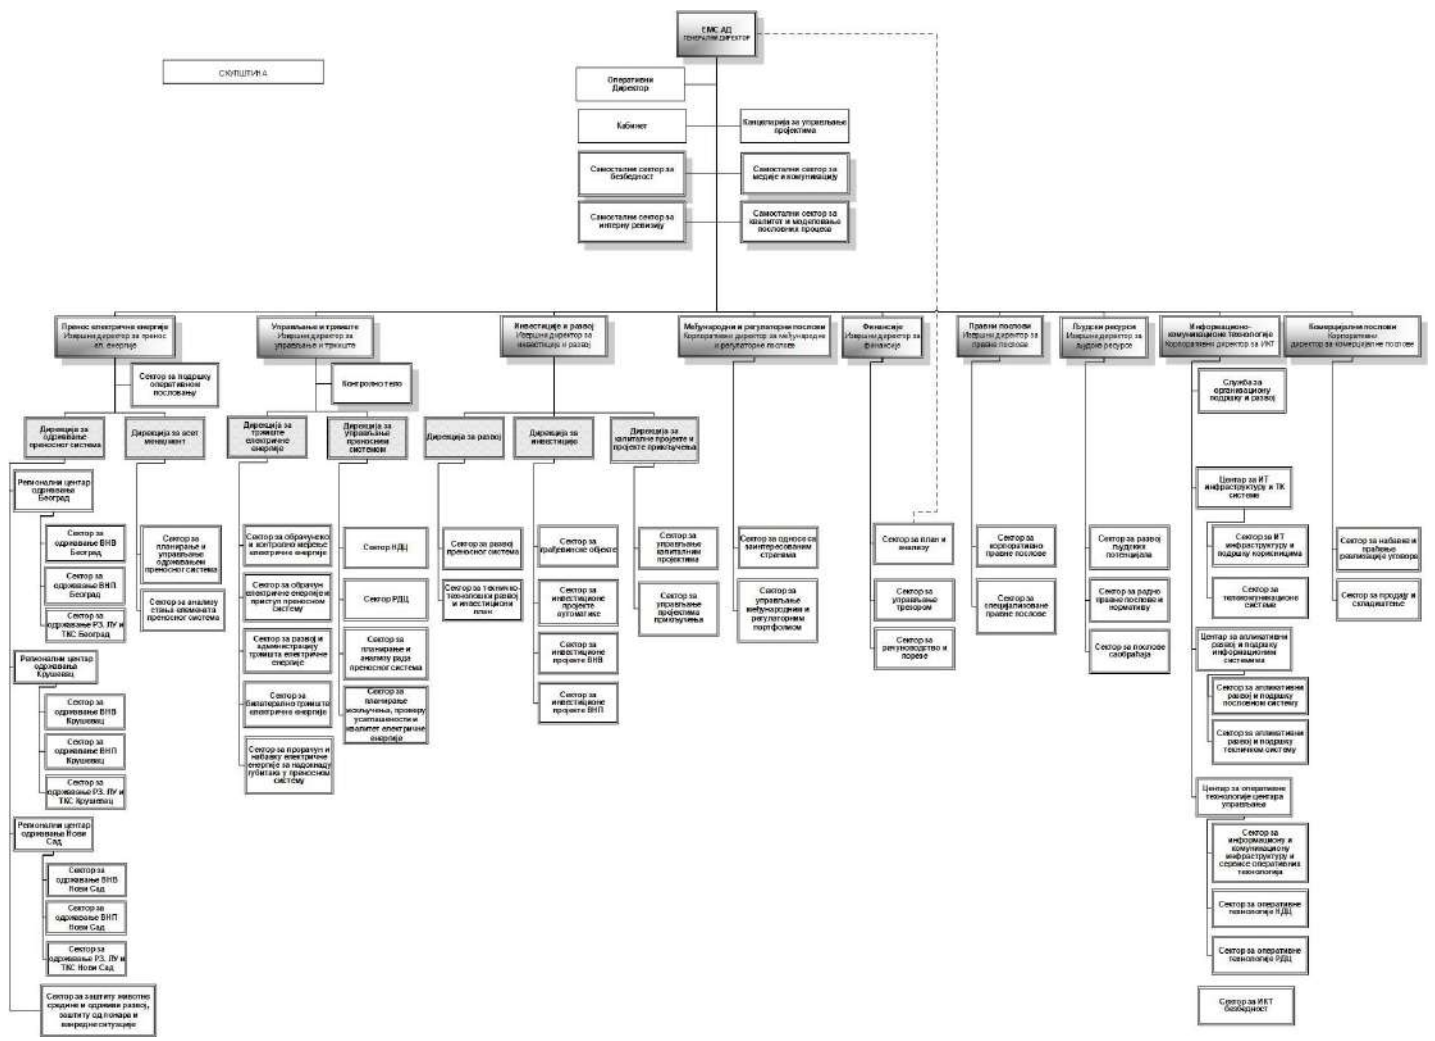 ЕМС АД
ГЕНЕРАЛНИ ДИРЕКТОР
СКУПШТИНА
Оперативни
Директор
Кабинет
Канцеларија за управљање
пројектима
Самостални сектор за
безбедност
Самостални сектор за
медије и комуникацију
Самостални сектор за
интерну ревизију
Самостални сектор за
квалитет и моделовање
пословних процеса
Пренос електричне енергије
Извршни директор за пренос
ел. енергије
Управљање и тржиште
Извршни директор за
управљање и тржиште
Инвестиције и развој
Извршни директор за
инвестиције и развој
Међународни и регулаторни послови
Корпоративни директор за међународне
и регулаторне послове
Финансије
Извршни директор за
финансије
Правни послови
Извршни директор за
правне послове
Људски ресурси
Извршни директор за
људске ресурсе
Информационо-
комуникационе технологије
Корпоративни директор за ИКТ
Комерцијални послови
Корпоративни
директор за комерцијалне послове
Сектор за подршку
оперативном
пословању
Контролно тело
Служба за
организациону
подршку и развој
Дирекција за
одржавање
преносног система
Дирекција за асет
менаџмент
Дирекција за
тржиште
електричне
енергије
Дирекција за
управљање
преносним
системом
Дирекција за развој
Дирекција за
инвестиције
Дирекција за
капиталне пројекте и
пројекте прикључења
Регионални центар
одржавања
Београд
Сектор за
одржавање ВНВ
Београд
Сектор за
одржавање ВНП
Београд
Сектор за
одржавање РЗ, ЛУ и
ТКС Београд
Регионални центар
одржавања
Крушевац
Сектор за
одржавање ВНВ
Крушевац
Сектор за
одржавање ВНП
Крушевац
Сектор за
одржавање РЗ, ЛУ и
ТКС Крушевац
Регионални центар
одржавања Нови
Сад
Сектор за
одржавање ВНВ
Нови Сад
Сектор за
одржавање ВНП
Нови Сад
Сектор за
одржавање РЗ, ЛУ и
ТКС Нови Сад
Сектор за заштиту животне
средине и одрживи развој,
заштиту од пожара и
ванредне ситуације
Сектор за
планирање и
управљање
одржавањем
преносног система
Сектор за анализу
стања елемената
преносног система
Сектор за обрачунско
и контролно мерење
електричне енергије
Сектор за обрачун
електричне енергије и
приступ преносном
систему
Сектор за развој и
администрацију
тржишта електричне
енергије
Сектор за
билатерално тржиште
електричне енергије
Сектор за прорачун и
набавку електричне
енергије за надокнаду
губитака у преносном
систему
Сектор НДЦ
Сектор РДЦ
Сектор за
планирање и
анализу рада
преносног система
Сектор за
планирање
искључења, проверу
усаглашености и
квалитет електричне
енергије
Сектор за развој
преносног система
Сектор за техничко-
технолошки развој
и инвестициони
план
Сектор за
грађевинске објекте
Сектор за
инвестиционе
пројекте
аутоматике
Сектор за
инвестиционе
пројекте ВНВ
Сектор за
инвестиционе
пројекте ВНП
Сектор за
управљање
капиталним
пројектима
Сектор за
управљање
пројектима
прикључења
Сектор за односе са
заинтересованим
странама
Сектор за
управљање
међународним и
регулаторним
портфолиом
Сектор за план и
анализу
Сектор за
управљање
трезором
Сектор за
рачуноводство и
порезе
Сектор за
корпоративно
правне послове
Сектор за
специјализоване
правне послове
Сектор за развој
људских
потенцијала
Сектор за радно
правне послове и
нормативу
Сектор за послове
саобраћаја
Центар за ИТ
инфраструктуру и ТК
системе
Сектор за ИТ
инфраструктуру и
подршку корисницима
Сектор за
телекомуникационе
системе
Центар за апликативни
развој и подршку
информационим
системима
Сектор за апликативни
развој и подршку
пословном систему
Сектор за апликативни
развој и подршку
техничком систему
Центар за оперативне
технологије центара
управљања
Сектор за
информациону и
комуникациону
инфраструктуру и
сервисе оперативних
технологија
Сектор за оперативне
технологије НДЦ
Сектор за оперативне
технологије РДЦ
Сектор за ИКТ
безбедност
Сектор за набавке и
праћење
реализације уговора
Сектор за продају и
складиштење